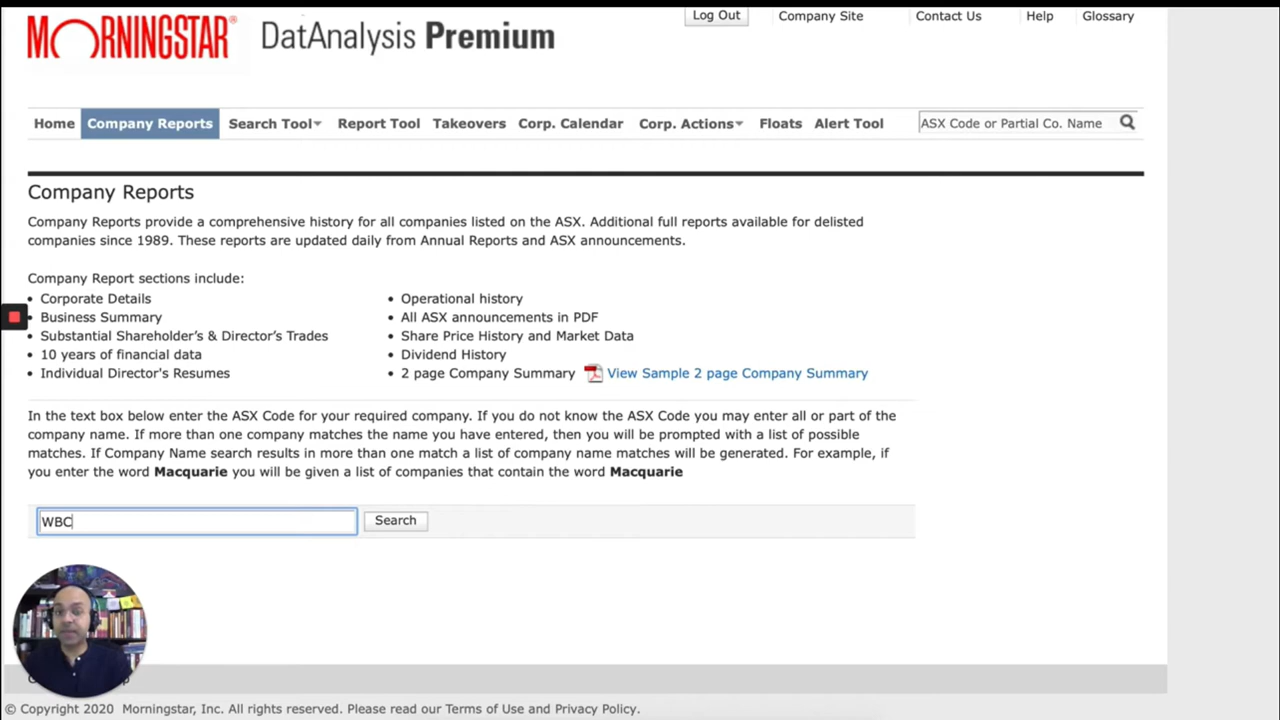 MORNINGSTAR® DatAnalysis Premium
Log Out Company Site Contact Us Help Glossary
Home Company Reports Search Tool Report Tool Takeovers Corp. Calendar Corp. Actions Floats Alert Tool ASX Code or Partial Co. Name
Company Reports
Company Reports provide a comprehensive history for all companies listed on the ASX. Additional full reports available for delisted
companies since 1989. These reports are updated daily from Annual Reports and ASX announcements.
Company Report sections include:
• Corporate Details
• Business Summary
• Substantial Shareholder's & Director's Trades
• 10 years of financial data
• Individual Director's Resumes
• Operational history
• All ASX announcements in PDF
• Share Price History and Market Data
• Dividend History
• 2 page Company Summary View Sample 2 page Company Summary
In the text box below enter the ASX Code for your required company. If you do not know the ASX Code you may enter all or part of the
company name. If more than one company matches the name you have entered, then you will be prompted with a list of possible
matches. If Company Name search results in more than one match a list of company name matches will be generated. For example, if
you enter the word Macquarie you will be given a list of companies that contain the word Macquarie
WBC Search
© Copyright 2020 Morningstar, Inc. All rights reserved. Please read our Terms of Use and Privacy Policy.